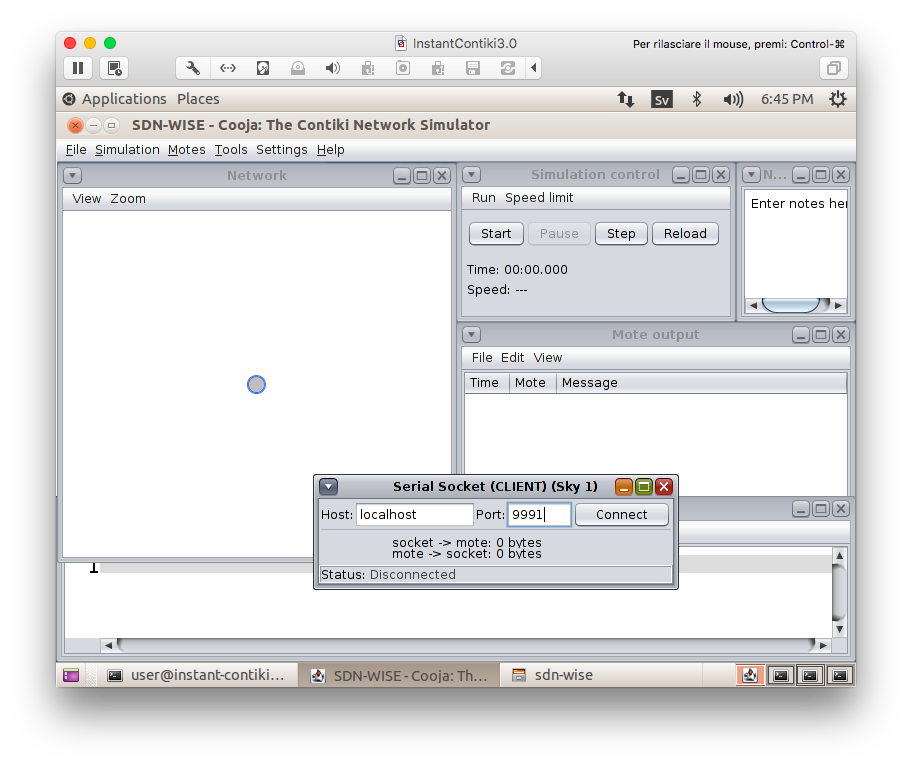 InstantContiki3.0
Per rilasciare il mouse, premi: Control-⌘
Applications Places
Sv
6:45 PM
SDN-WISE - Cooja: The Contiki Network Simulator
File Simulation Motes Tools Settings Help
Network
View Zoom
Simulation control
Run Speed limit
Start Pause Step Reload
Time: 00:00.000
Speed: ---
N...
Enter notes her
Mote output
File Edit View
Time Mote Message
Serial Socket (CLIENT) (Sky 1)
Host: localhost Port: 9991 Connect
socket -> mote: 0 bytes
mote -> socket: 0 bytes
Status: Disconnected
1
user@instant-contiki... SDN-WISE - Cooja: Th... sdn-wise